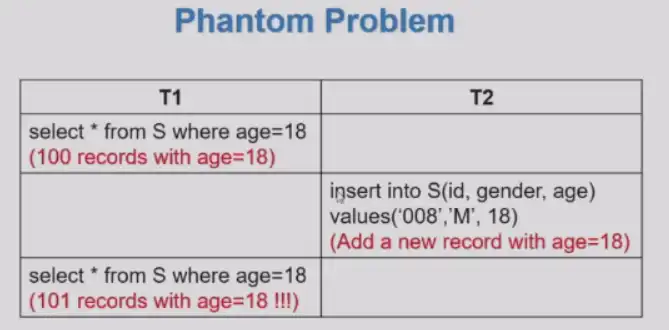 Phantom Problem
T1
T2
select * from S where age=18
(100 records with age=18)
insert into S(id, gender, age)
values(‘008’,’M’, 18)
(Add a new record with age=18)
select * from S where age=18
(101 records with age=18 !!!)